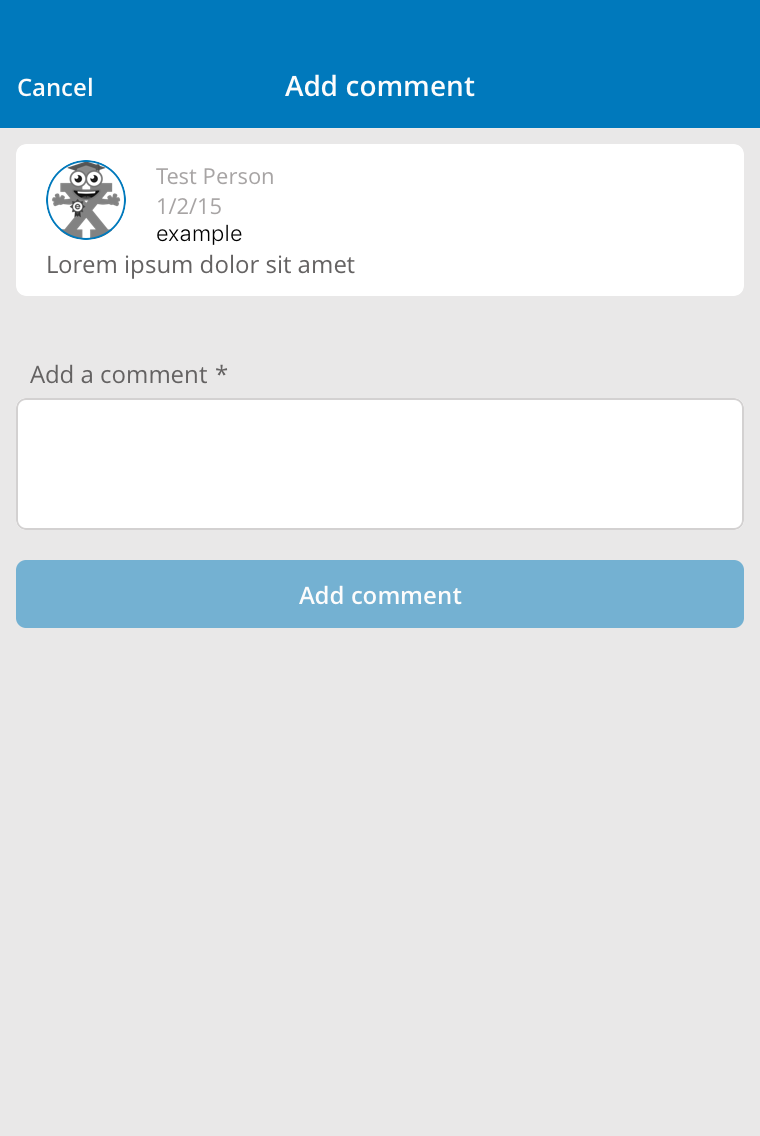 Cancel
Add comment
Test Person
1/2/15
example
Lorem ipsum dolor sit amet
Add a comment *
Add comment